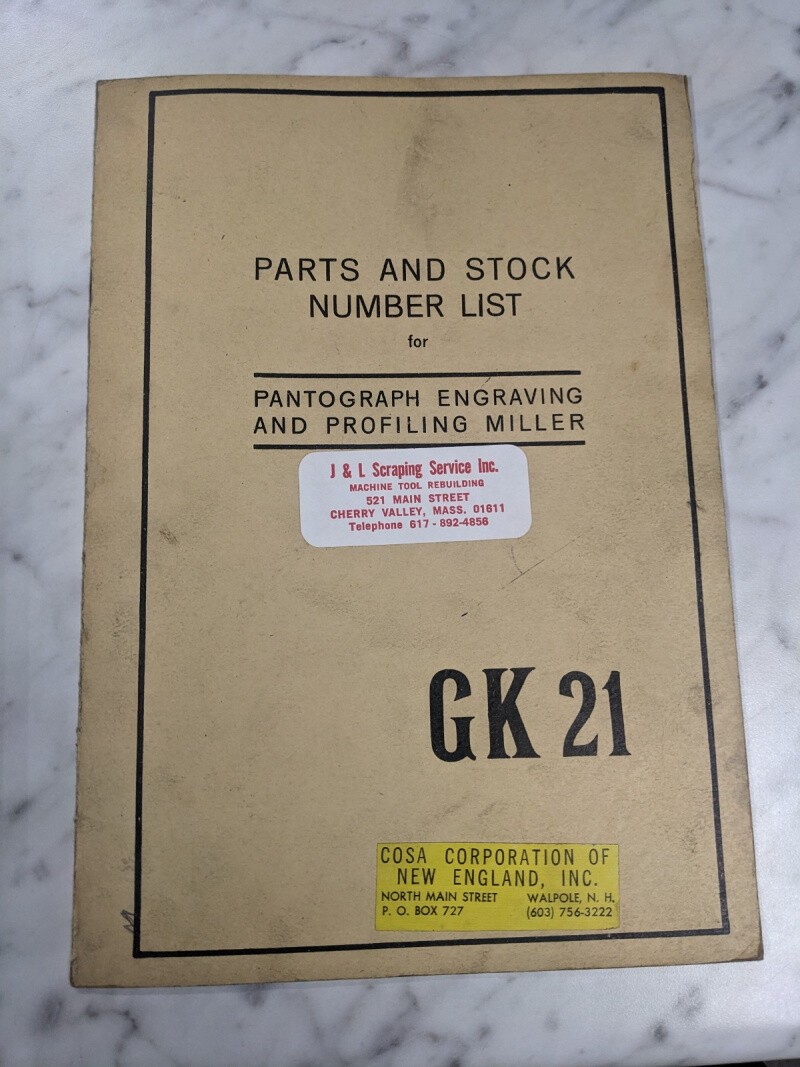 PARTS AND STOCK
NUMBER LIST
for
PANTOGRAPH ENGRAVING
AND PROFILING MILLER
J & L Scraping Service Inc.
MACHINE TOOL REBUILDING
521 MAIN STREET
CHERRY VALLEY, MASS. 01611
Telephone 617 - 892-4856
GK 21
COSA CORPORATION OF
NEW ENGLAND, INC.
NORTH MAIN STREET WALPOLE, N. H.
P. O. BOX 727 (603) 756-3222